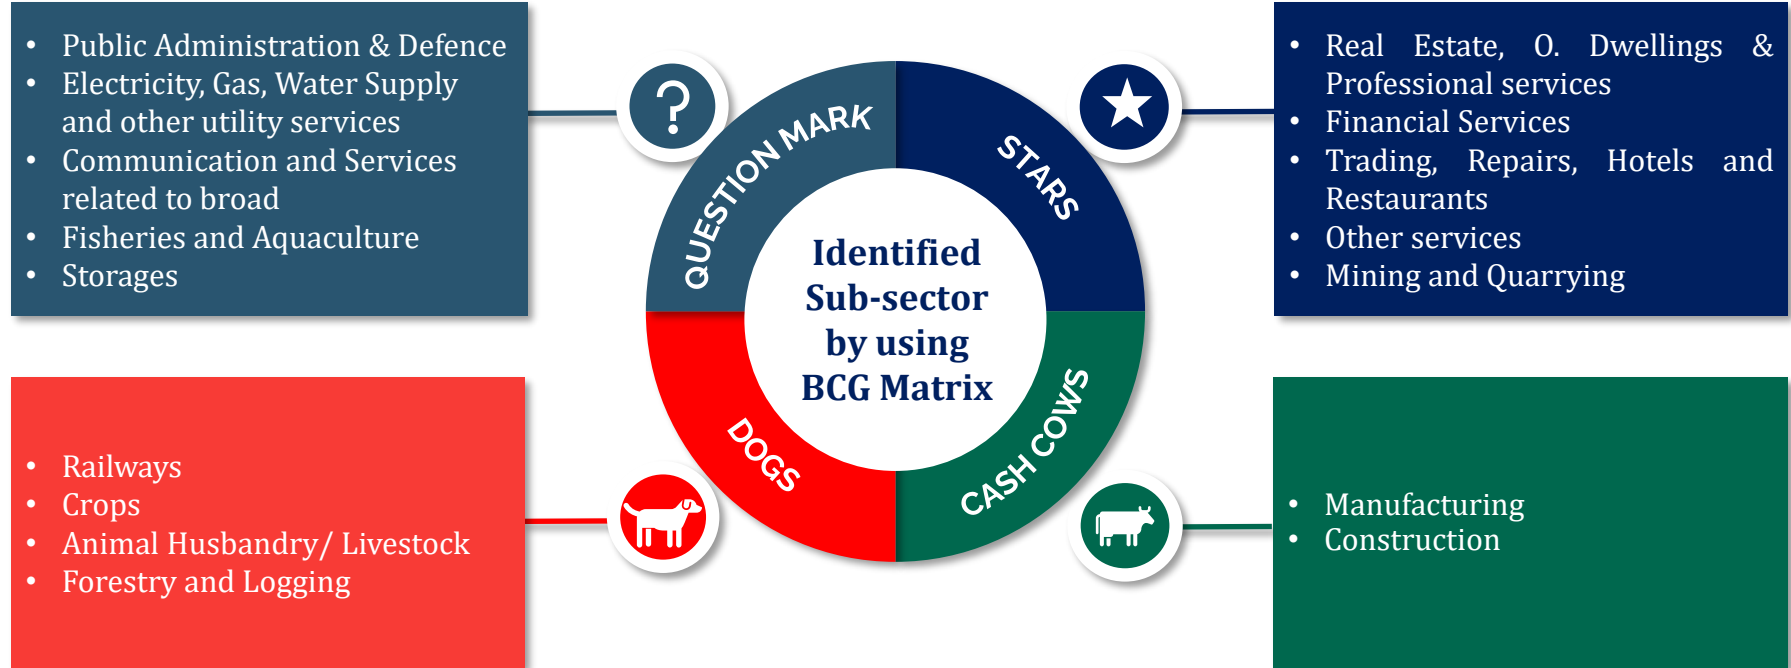 • Public Administration & Defence
• Electricity, Gas, Water Supply
and other utility services
• Communication and Services
related to broad
• Fisheries and Aquaculture
• Storages
?
QUESTION MARK
STARS
• Real Estate, O. Dwellings &
Professional services
• Financial Services
• Trading, Repairs, Hotels and
Restaurants
• Other services
• Mining and Quarrying
Identified
Sub-sector
by using
BCG Matrix
• Railways
• Crops
• Animal Husbandry/ Livestock
• Forestry and Logging
DOGS
CASH COWS
• Manufacturing
• Construction